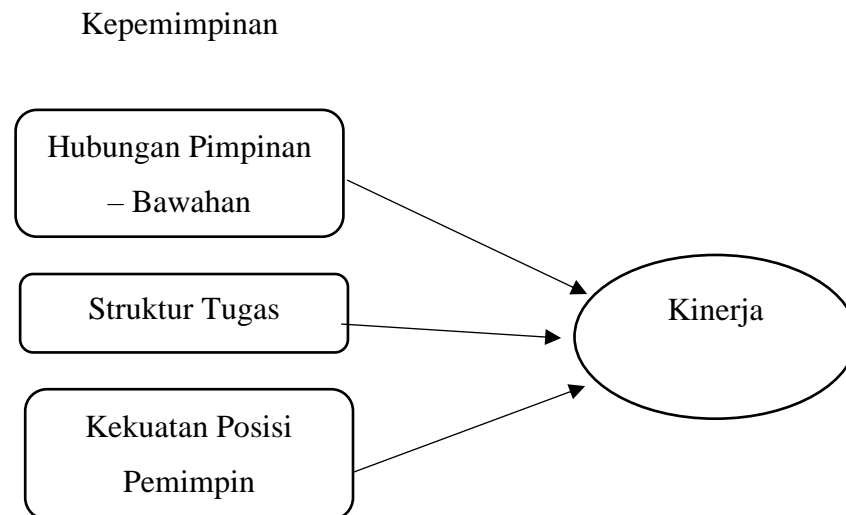 Kepemimpinan
Hubungan Pimpinan
– Bawahan
Struktur Tugas
Kinerja
Kekuatan Posisi
Pemimpin